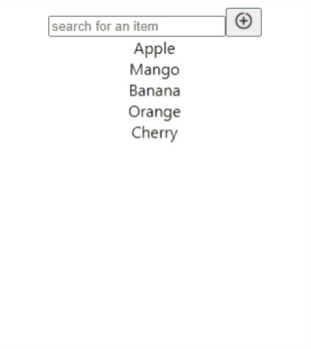 search for an item
Apple
Mango
Banana
Orange
Cherry